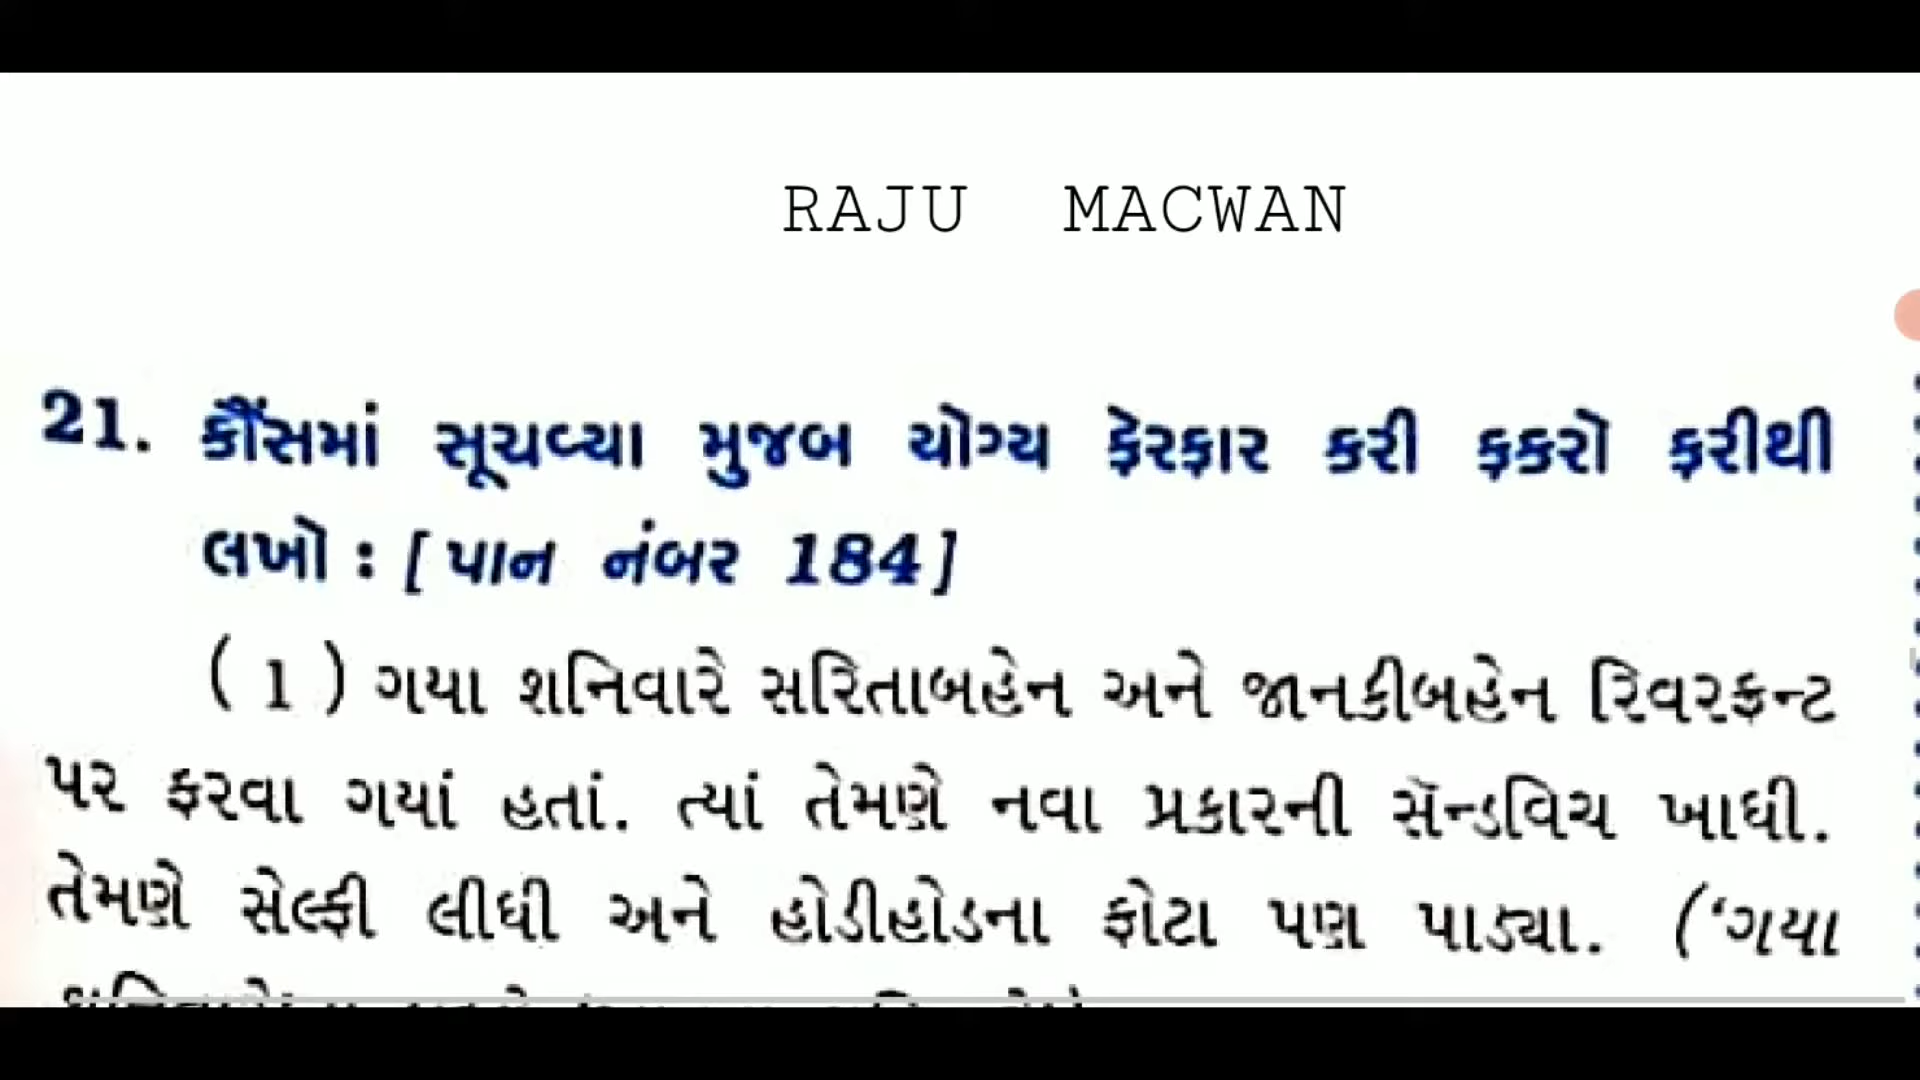 RAJU MACWAN
21. કૌંસમાં સૂચવ્યા મુજબ યોગ્ય ફેરફાર કરી ફકરો ફરીથી
લખો : [પાન નંબર 184]
(1) ગયા શનિવારે સરિતાબહેન અને જાનકીબહેન રિવરફ્રન્ટ
પર ફરવા ગયાં હતાં. ત્યાં તેમણે નવા પ્રકારની સૅન્ડવિચ ખાધી.
તેમણે સેલ્ફી લીધી અને હોડીહોડના ફોટા પણ પાડ્યા. ('ગયા